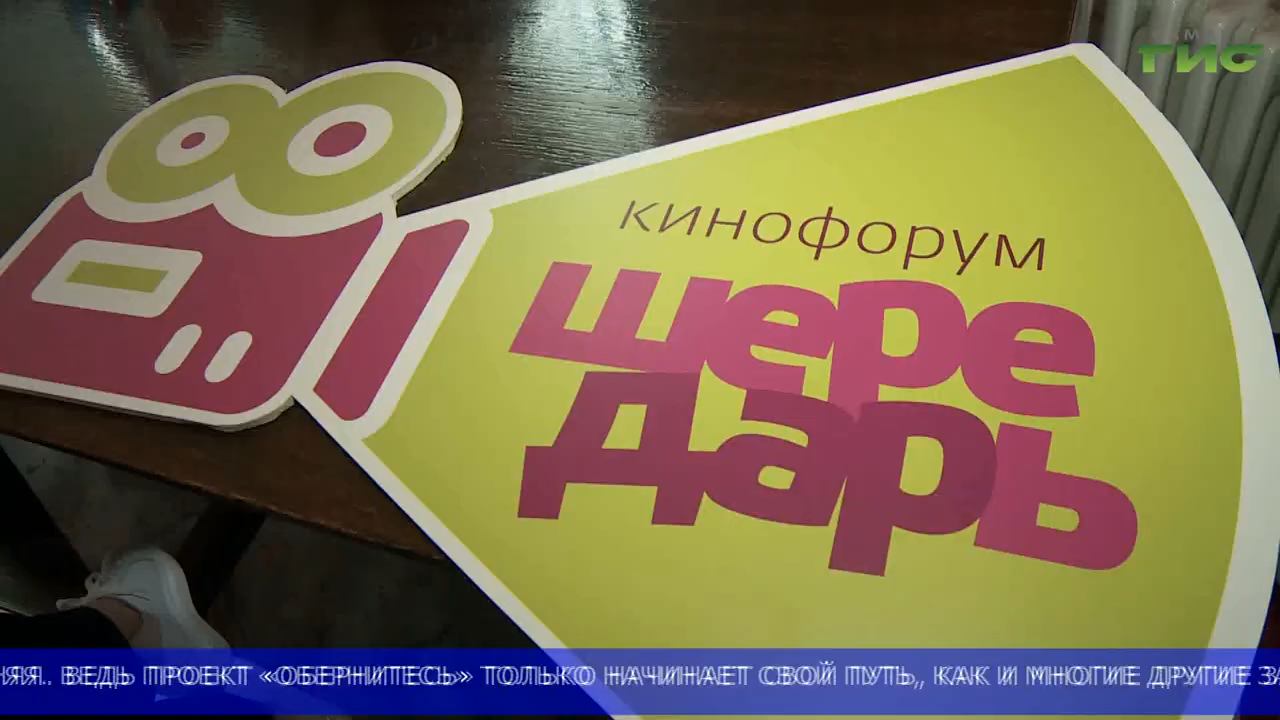 ТИС
кинофорум
шере
дарь
ВЕДЬ ПРОЕКТ «ОБЕРНИТЕСЬ» ТОЛЬКО НАЧИНАЕТ СВОЙ ПУТЬ, КАК И МНОГИЕ ДРУГИЕ